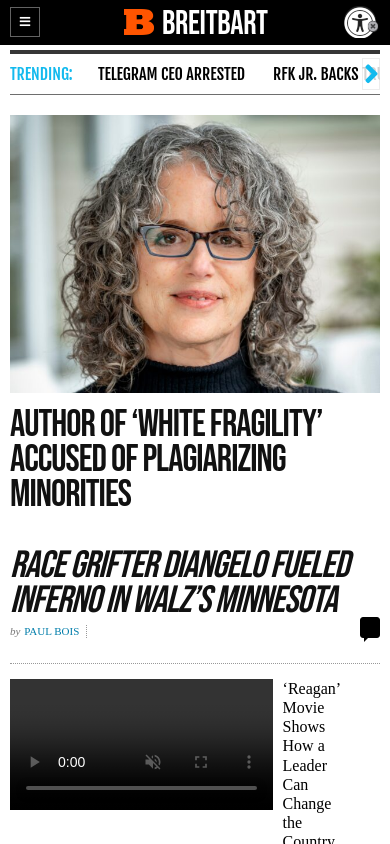 BREITBART
TRENDING:
TELEGRAM CEO ARRESTED
RFK JR. BACKS
AUTHOR OF ‘WHITE FRAGILITY’
ACCUSED OF PLAGIARIZING
MINORITIES
RACE GRIFTER DIANGELO FUELED
INFERNO IN WALZ’S MINNESOTA
by PAUL BOIS
0:00
‘Reagan’
Movie
Shows
How a
Leader
Can
Change
the
Country